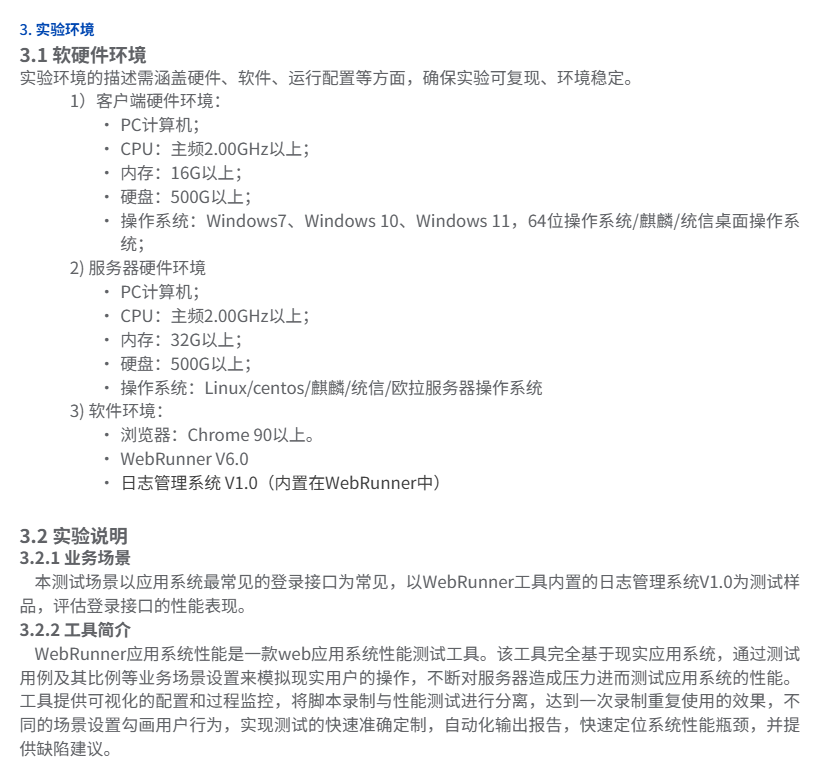 3. 实验环境
3.1 软硬件环境
实验环境的描述需涵盖硬件、软件、运行配置等方面，确保实验可复现、环境稳定。
1）客户端硬件环境：
• PC计算机；
• CPU：主频2.00GHz以上；
• 内存：16G以上；
• 硬盘：500G以上；
• 操作系统：Windows7、Windows 10、Windows 11，64位操作系统/麒麟/统信桌面操作系
统；
2) 服务器硬件环境
• PC计算机；
• CPU：主频2.00GHz以上；
• 内存：32G以上；
• 硬盘：500G以上；
• 操作系统：Linux/centos/麒麟/统信/欧拉服务器操作系统
3) 软件环境：
• 浏览器：Chrome 90以上。
• WebRunner V6.0
• 日志管理系统 V1.0（内置在WebRunner中）
3.2 实验说明
3.2.1 业务场景
本测试场景以应用系统最常见的登录接口为常见，以WebRunner工具内置的日志管理系统V1.0为测试样
品，评估登录接口的性能表现。
3.2.2 工具简介
WebRunner应用系统性能是一款web应用系统性能测试工具。该工具完全基于现实应用系统，通过测试
用例及其比例等业务场景设置来模拟现实用户的操作，不断对服务器造成压力进而测试应用系统的性能。
工具提供可视化的配置和过程监控，将脚本录制与性能测试进行分离，达到一次录制重复使用的效果，不
同的场景设置勾画用户行为，实现测试的快速准确定制，自动化输出报告，快速定位系统性能瓶颈，并提
供缺陷建议。